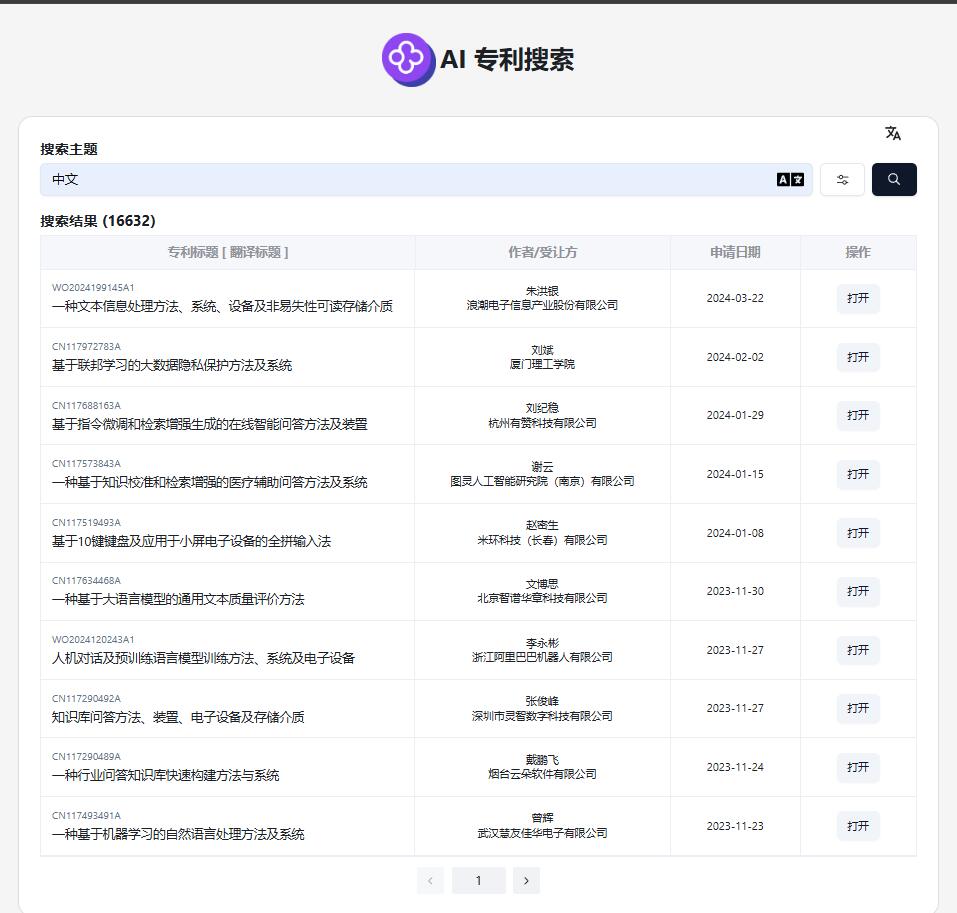 AI 专利搜索
搜索主题
中文
搜索结果 (16632)
专利标题 [ 翻译标题 ] 作者/受让方 申请日期 操作
WO2024199145A1
一种文本信息处理方法、系统、设备及非易失性可读存储介质
朱洪银
浪潮电子信息产业股份有限公司
2024-03-22
打开
CN117972783A
基于联邦学习的大数据隐私保护方法及系统
刘斌
厦门理工学院
2024-02-02
打开
CN117688163A
基于指令微调和检索增强生成的在线智能问答方法及装置
刘纪稳
杭州有赞科技有限公司
2024-01-29
打开
CN117573843A
一种基于知识校准和检索增强的医疗辅助问答方法及系统
谢云
图灵人工智能研究院（南京）有限公司
2024-01-15
打开
CN117519493A
基于10键键盘及应用于小屏电子设备的全拼输入法
赵密生
米环科技（长春）有限公司
2024-01-08
打开
CN117634468A
一种基于大语言模型的通用文本质量评价方法
文博思
北京智谱华章科技有限公司
2023-11-30
打开
WO2024120243A1
人机对话及预训练语言模型训练方法、系统及电子设备
李永彬
浙江阿里巴巴机器人有限公司
2023-11-27
打开
CN117290492A
知识库问答方法、装置、电子设备及存储介质
张俊峰
深圳市灵智数字科技有限公司
2023-11-27
打开
CN117290489A
一种行业问答知识库快速构建方法与系统
戴鹏飞
烟台云朵软件有限公司
2023-11-24
打开
CN117493491A
一种基于机器学习的自然语言处理方法及系统
曾辉
武汉慧友佳华电子有限公司
2023-11-23
打开
1